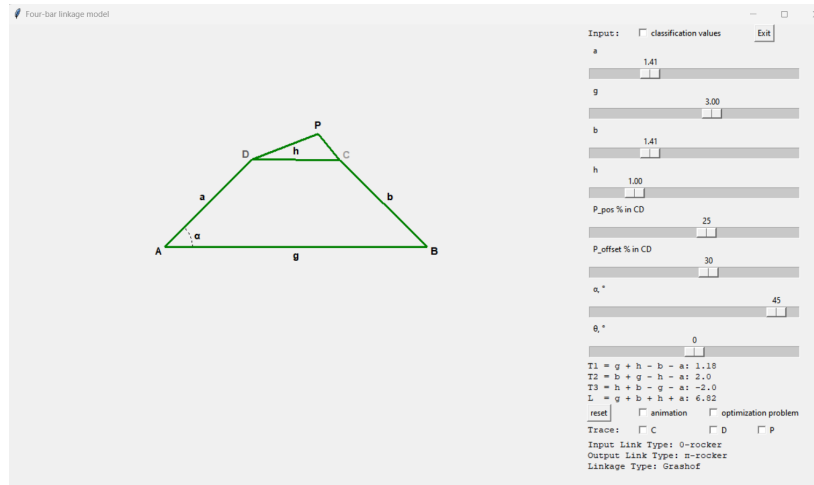 Four-bar linkage model
Input: classification values Exit
a
1.41
g
3.00
b
1.41
h
1.00
P_pos % in CD
25
P_offset % in CD
30
α, °
45
θ, °
0
T1 = g + h - b - a: 1.18
T2 = b + g - h - a: 2.0
T3 = h + b - g - a: -2.0
L = g + b + h + a: 6.82
reset animation optimization problem
Trace: C D P
Input Link Type: 0-rocker
Output Link Type: π-rocker
Linkage Type: Grashof
P
D h C
a b
α
A B
g